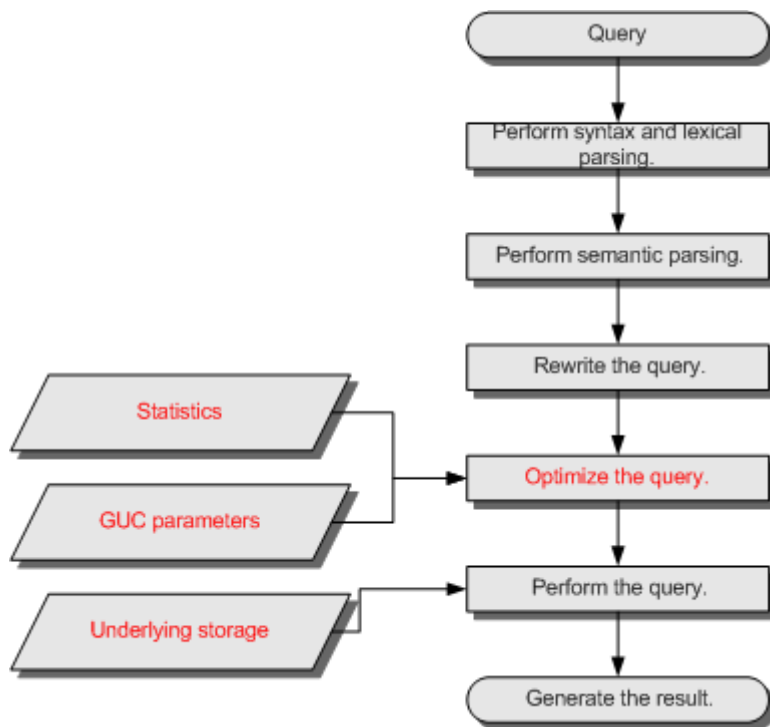 Query
Perform syntax and lexical
parsing.
Perform semantic parsing.
Rewrite the query.
Statistics
Optimize the query.
GUC parameters
Perform the query.
Underlying storage
Generate the result.